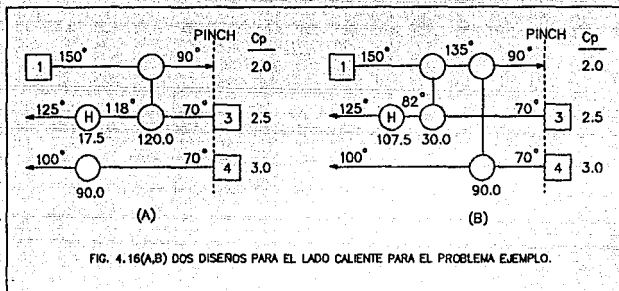 PINCH Cp
1 150° 90° 2.0
125° H 118° 70° 3 2.5
17.5 120.0
100° 70° 4 3.0
90.0
(A)
PINCH Cp
1 150° 135° 90° 2.0
125° H 82° 70° 3 2.5
107.5 30.0
100° 70° 4 3.0
90.0
(B)
FIG. 4.16(A,B) DOS DISEÑOS PARA EL LADO CALIENTE PARA EL PROBLEMA EJEMPLO.